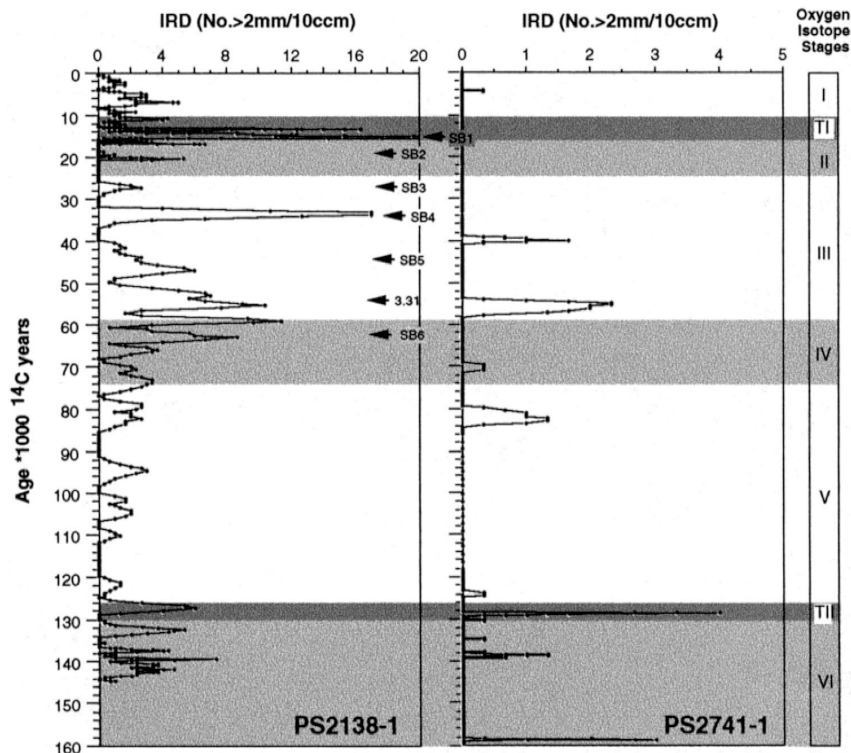 IRD (No.>2mm/10ccm)
IRD (No.>2mm/10ccm)
Oxygen
Isotope
Stages
0 4 8 12 16 20
0 1 2 3 4 5
Age *1000 ¹⁴C years
0
10
20
30
40
50
60
70
80
90
100
110
120
130
140
150
160
SB1
SB2
SB3
SB4
SB5
3.31
SB6
I
TI
II
III
IV
V
TII
VI
PS2138-1
PS2741-1